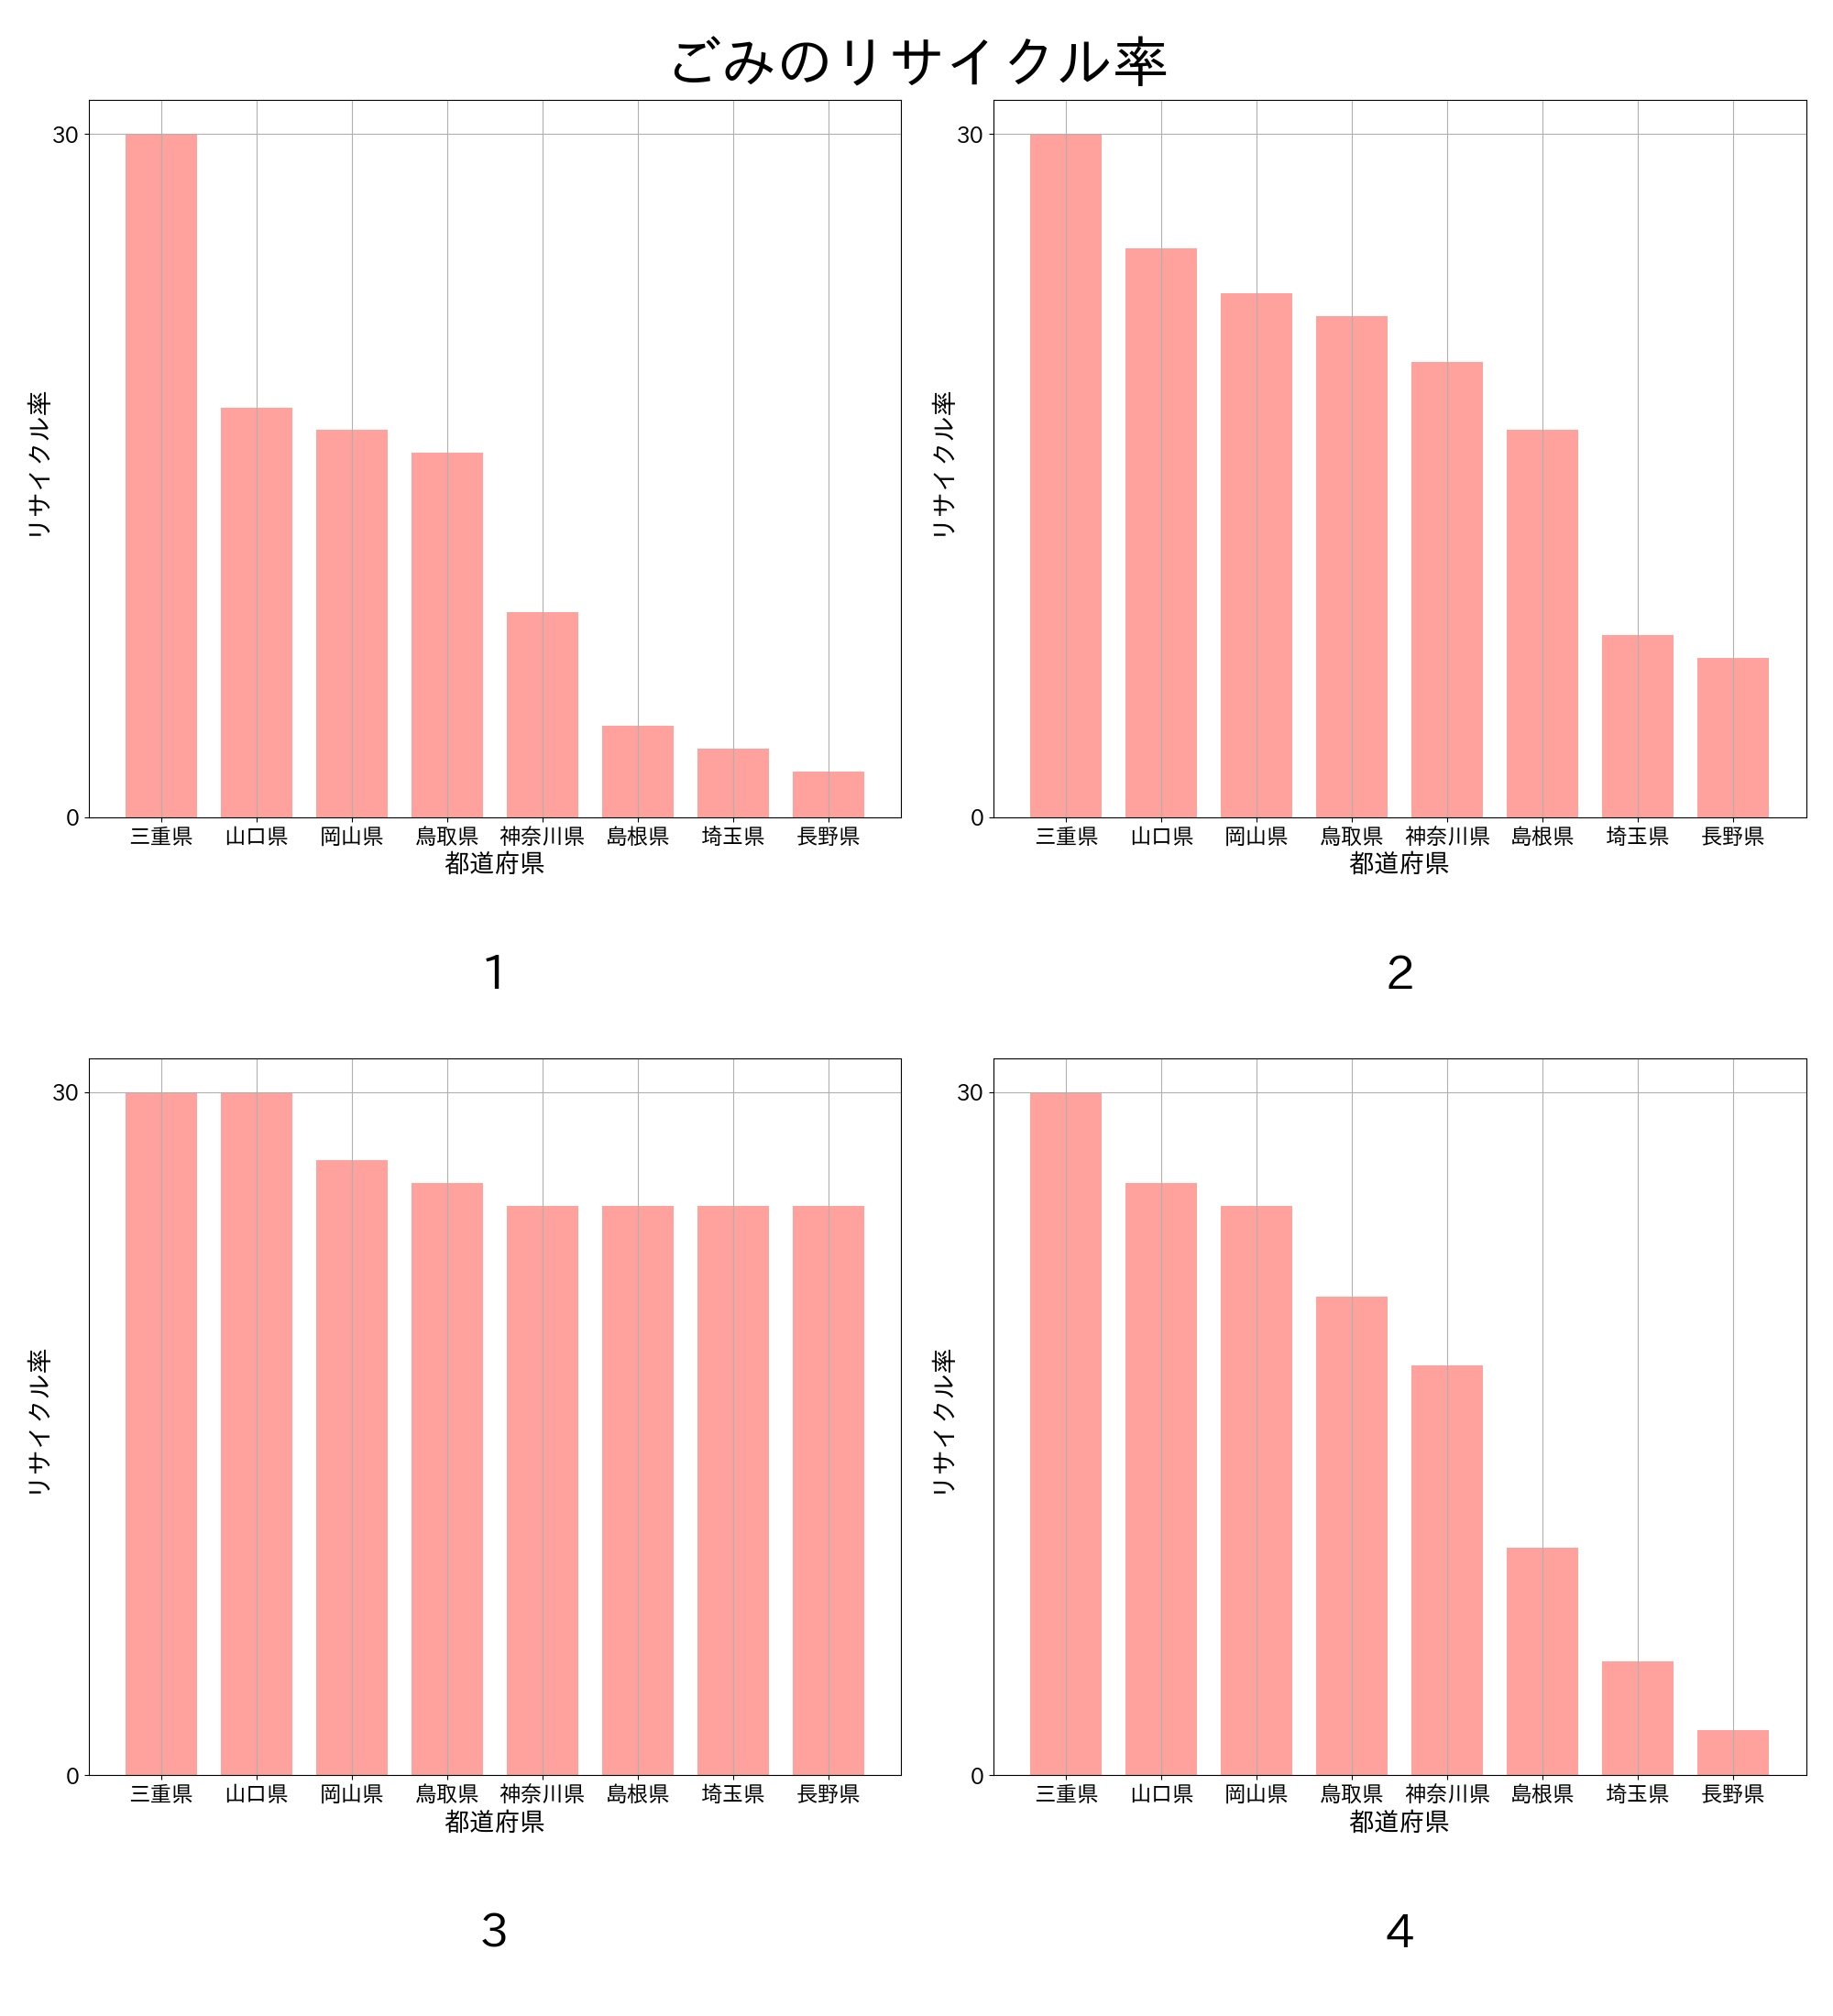 ごみのリサイクル率
30
0
リサイクル率
三重県 山口県 岡山県 鳥取県 神奈川県 島根県 埼玉県 長野県
都道府県
1
30
0
リサイクル率
三重県 山口県 岡山県 鳥取県 神奈川県 島根県 埼玉県 長野県
都道府県
2
30
0
リサイクル率
三重県 山口県 岡山県 鳥取県 神奈川県 島根県 埼玉県 長野県
都道府県
3
30
0
リサイクル率
三重県 山口県 岡山県 鳥取県 神奈川県 島根県 埼玉県 長野県
都道府県
4